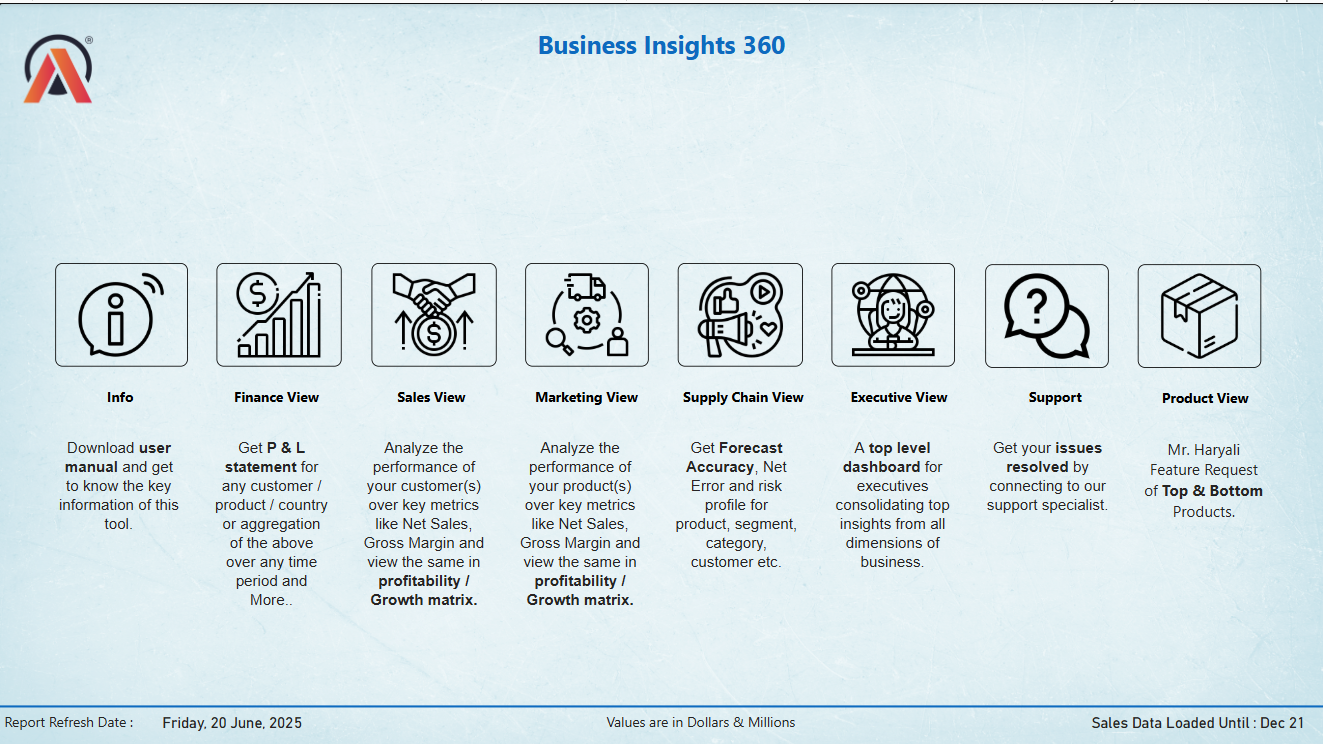 Business Insights 360
®
Info
Download user
manual and get
to know the key
information of this
tool.
Finance View
Get P & L
statement for
any customer /
product / country
or aggregation
of the above
over any time
period and
More..
Sales View
Analyze the
performance of
your customer(s)
over key metrics
like Net Sales,
Gross Margin and
view the same in
profitability /
Growth matrix.
Marketing View
Analyze the
performance of
your product(s)
over key metrics
like Net Sales,
Gross Margin and
view the same in
profitability /
Growth matrix.
Supply Chain View
Get Forecast
Accuracy, Net
Error and risk
profile for
product, segment,
category,
customer etc.
Executive View
A top level
dashboard for
executives
consolidating top
insights from all
dimensions of
business.
Support
Get your issues
resolved by
connecting to our
support specialist.
Product View
Mr. Haryali
Feature Request
of Top & Bottom
Products.
Report Refresh Date : Friday, 20 June, 2025
Values are in Dollars & Millions
Sales Data Loaded Until : Dec 21